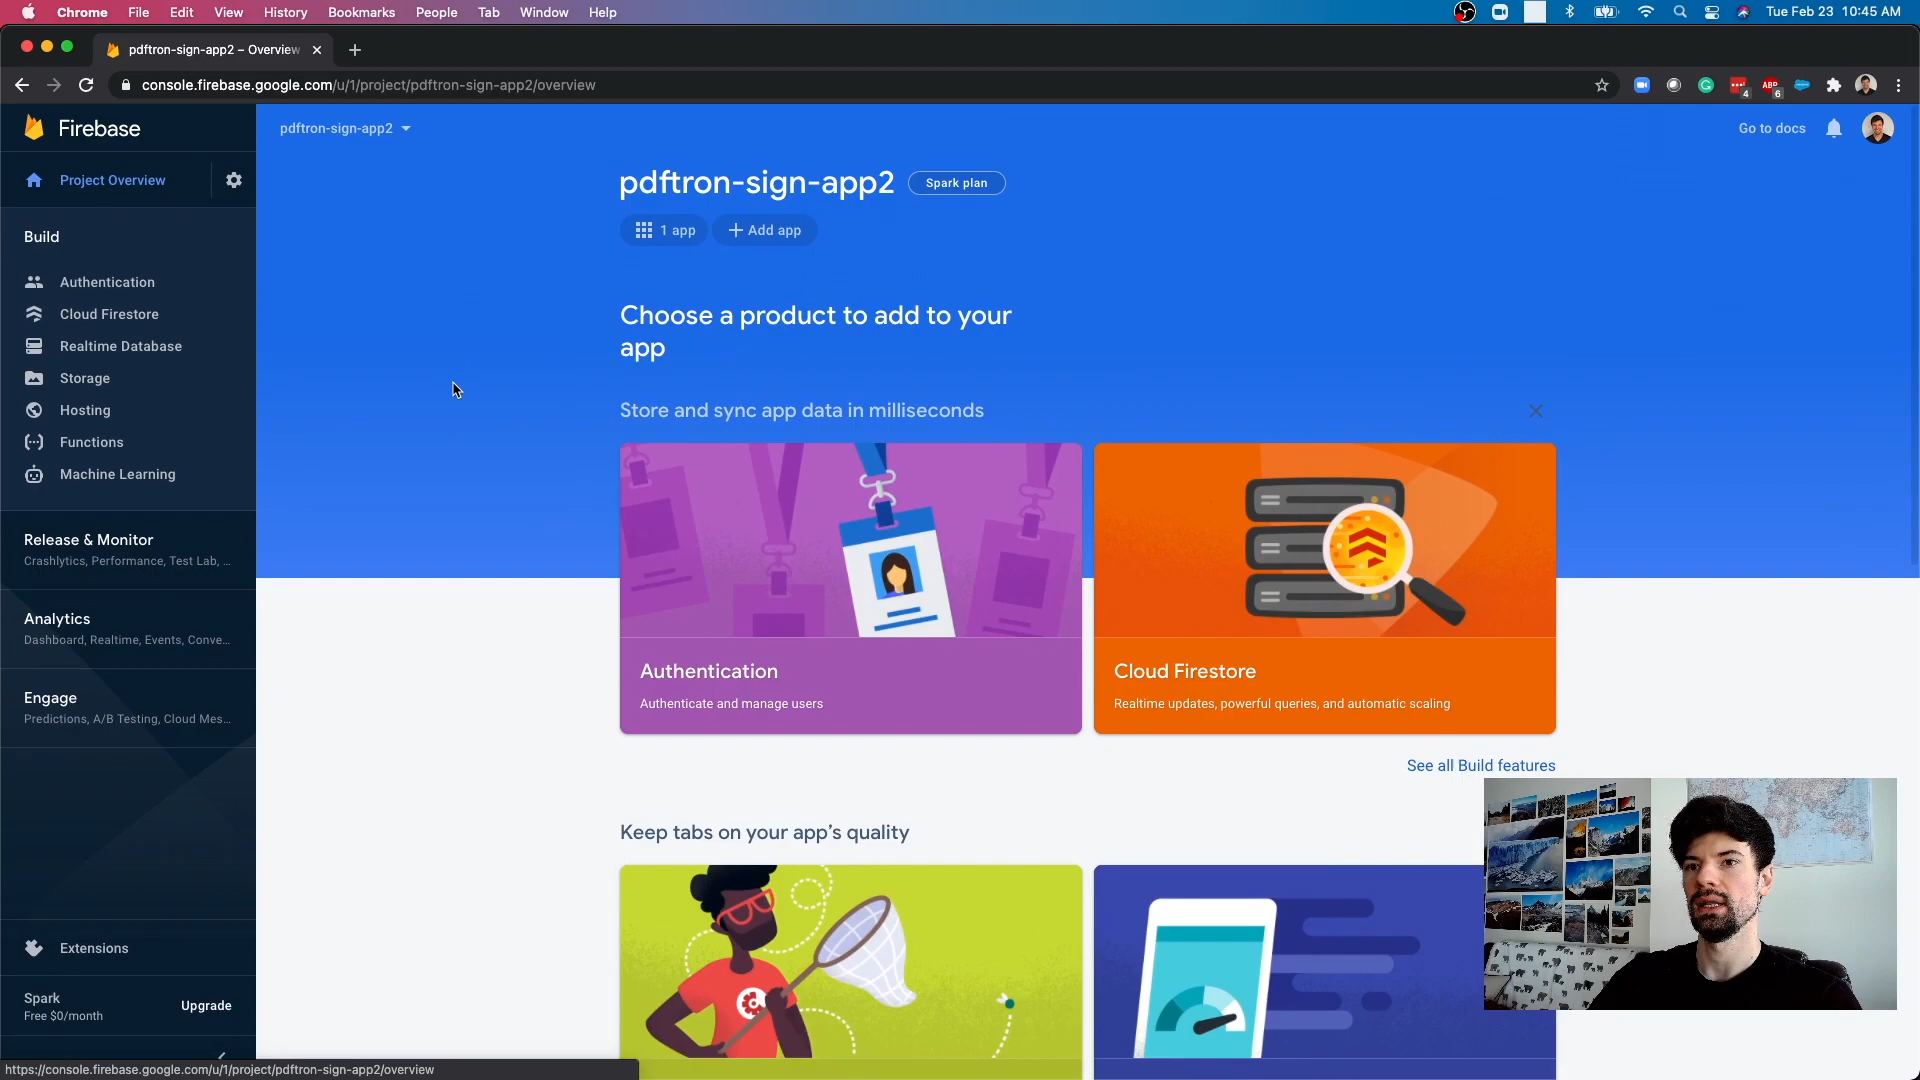 Chrome File Edit View History Bookmarks People Tab Window Help
Tue Feb 23 10:45 AM
pdftron-sign-app2 – Overview
console.firebase.google.com/u/1/project/pdftron-sign-app2/overview
ABP
4
6
Firebase
pdftron-sign-app2
Go to docs
Project Overview
pdftron-sign-app2
Spark plan
1 app
Add app
Build
Authentication
Cloud Firestore
Realtime Database
Storage
Hosting
Functions
Machine Learning
Choose a product to add to your
app
Store and sync app data in milliseconds
Release & Monitor
Crashlytics, Performance, Test Lab, ...
Analytics
Dashboard, Realtime, Events, Conve...
Engage
Predictions, A/B Testing, Cloud Mes...
Authentication
Authenticate and manage users
Cloud Firestore
Realtime updates, powerful queries, and automatic scaling
See all Build features
Keep tabs on your app's quality
Extensions
Spark
Free $0/month
Upgrade
https://console.firebase.google.com/u/1/project/pdftron-sign-app2/overview